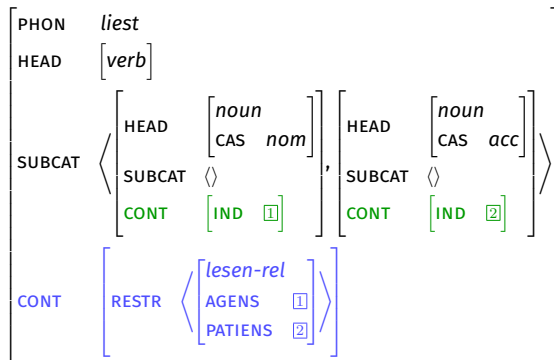 PHON liest
HEAD [verb]
noun noun
HEAD CAS nom HEAD CAS acc
SUBCAT ⟨ SUBCAT ⟨⟩ , SUBCAT ⟨⟩ ⟩
CONT [IND 1] CONT [IND 2]
lesen-rel
CONT RESTR ⟨ AGENS 1 ⟩
PATIENS 2